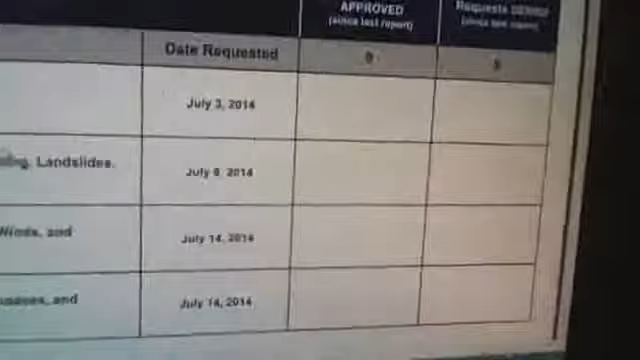 APPROVED
Requests DENIED
(since last report)
(since last report)
Date Requested
0
July 3, 2014
Landslides,
July 8, 2014
Winds, and
July 14, 2014
and
July 14, 2014